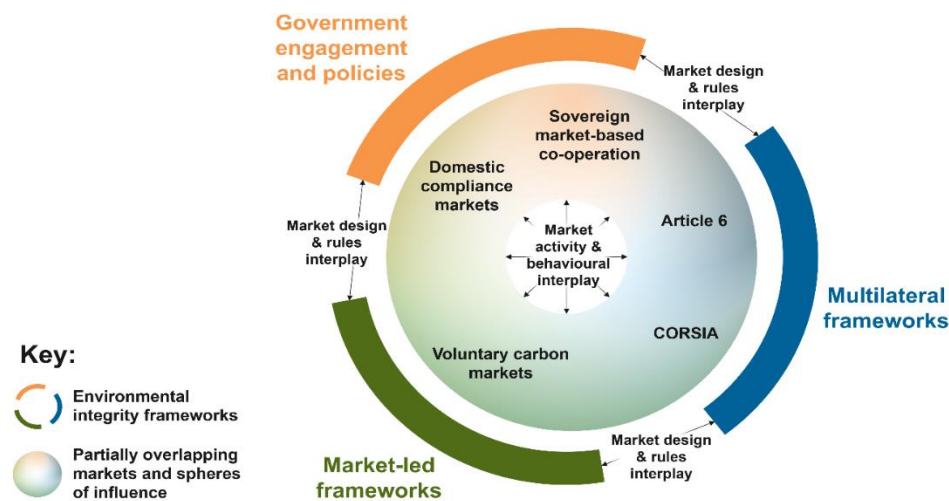 Government
engagement
and policies
Market design
& rules
interplay
Sovereign
market-based
co-operation
Domestic
compliance
markets
Article 6
Market design
& rules
interplay
Market
activity &
behavioural
interplay
Multilateral
frameworks
CORSIA
Voluntary carbon
markets
Key:
Environmental
integrity frameworks
Market design
& rules
interplay
Partially overlapping
markets and spheres
of influence
Market-led
frameworks